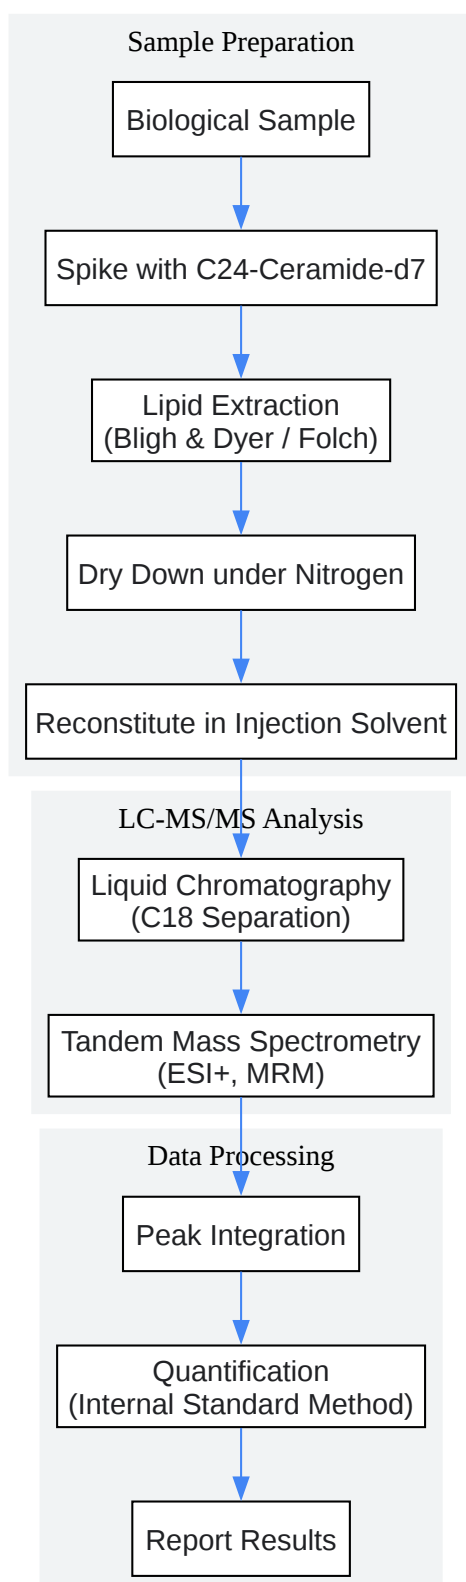 Sample Preparation
Biological Sample
Spike with C24-Ceramide-d7
Lipid Extraction
(Bligh & Dyer / Folch)
Dry Down under Nitrogen
Reconstitute in Injection Solvent
LC-MS/MS Analysis
Liquid Chromatography
(C18 Separation)
Tandem Mass Spectrometry
(ESI+, MRM)
Data Processing
Peak Integration
Quantification
(Internal Standard Method)
Report Results